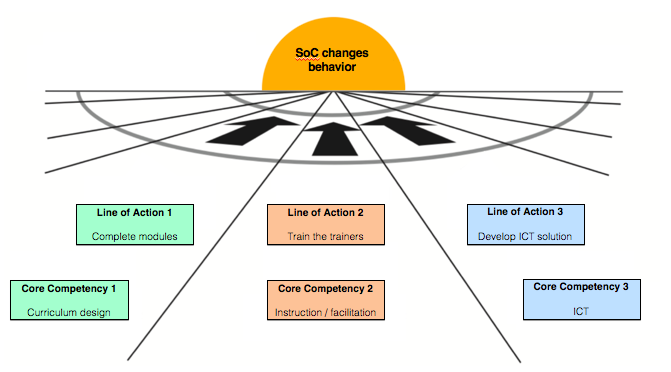 SoC changes
behavior
Line of Action 1
Complete modules
Line of Action 2
Train the trainers
Line of Action 3
Develop ICT solution
Core Competency 1
Curriculum design
Core Competency 2
Instruction / facilitation
Core Competency 3
ICT